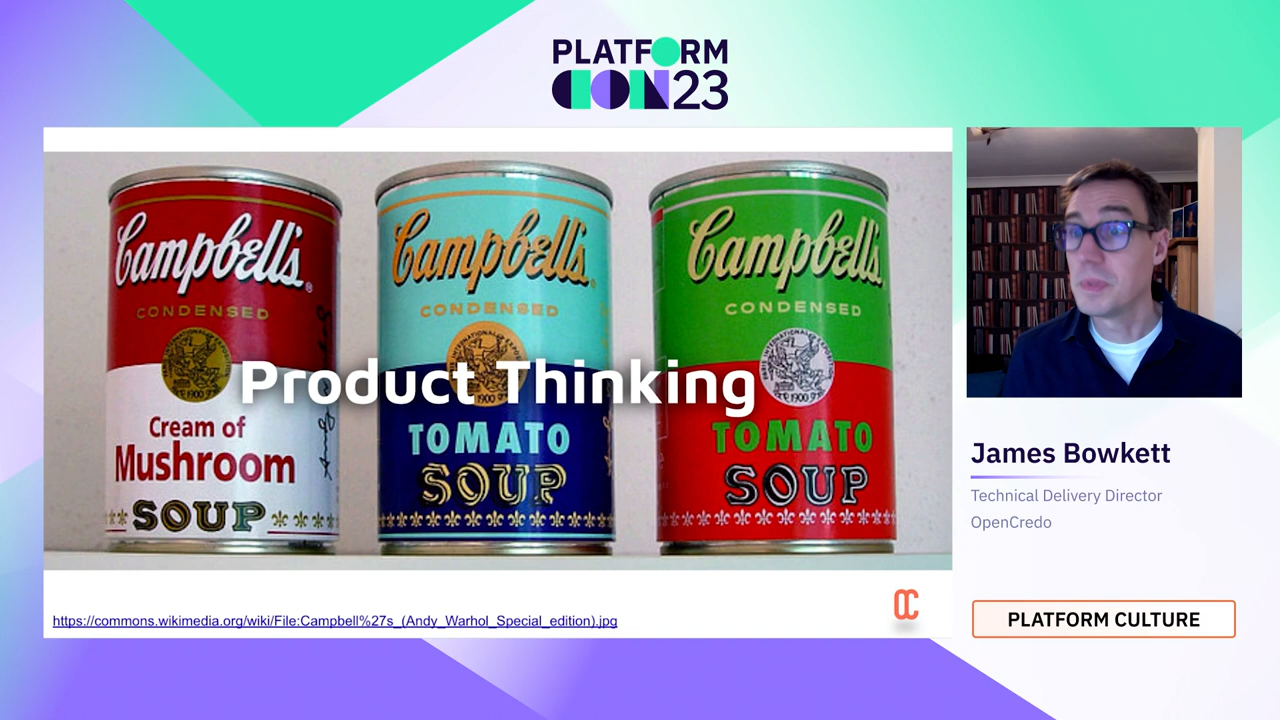 PLATFORM
CON23
Campbell's®
CONDENSED
Cream of
Mushroom
SOUP
Campbell's
CONDENSED
TOMATO
SOUP
Campbell's
CONDENSED
TOMATO
SOUP
Product Thinking
https://commons.wikimedia.org/wiki/File:Campbell%27s_(Andy_Warhol_Special_edition).jpg
OC
James Bowkett
Technical Delivery Director
OpenCredo
PLATFORM CULTURE